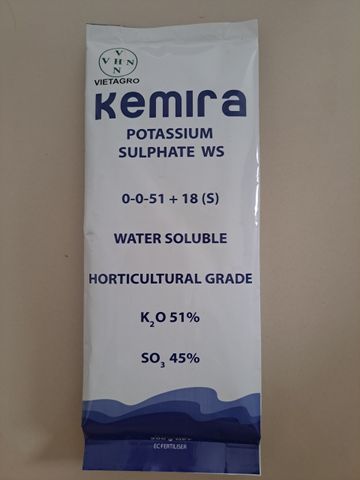 V
V H N
N
VIETAGRO
Kemira
POTASSIUM
SULPHATE WS
0-0-51 + 18 (S)
WATER SOLUBLE
HORTICULTURAL GRADE
K₂O 51%
SO₃ 45%
EC FERTILISER